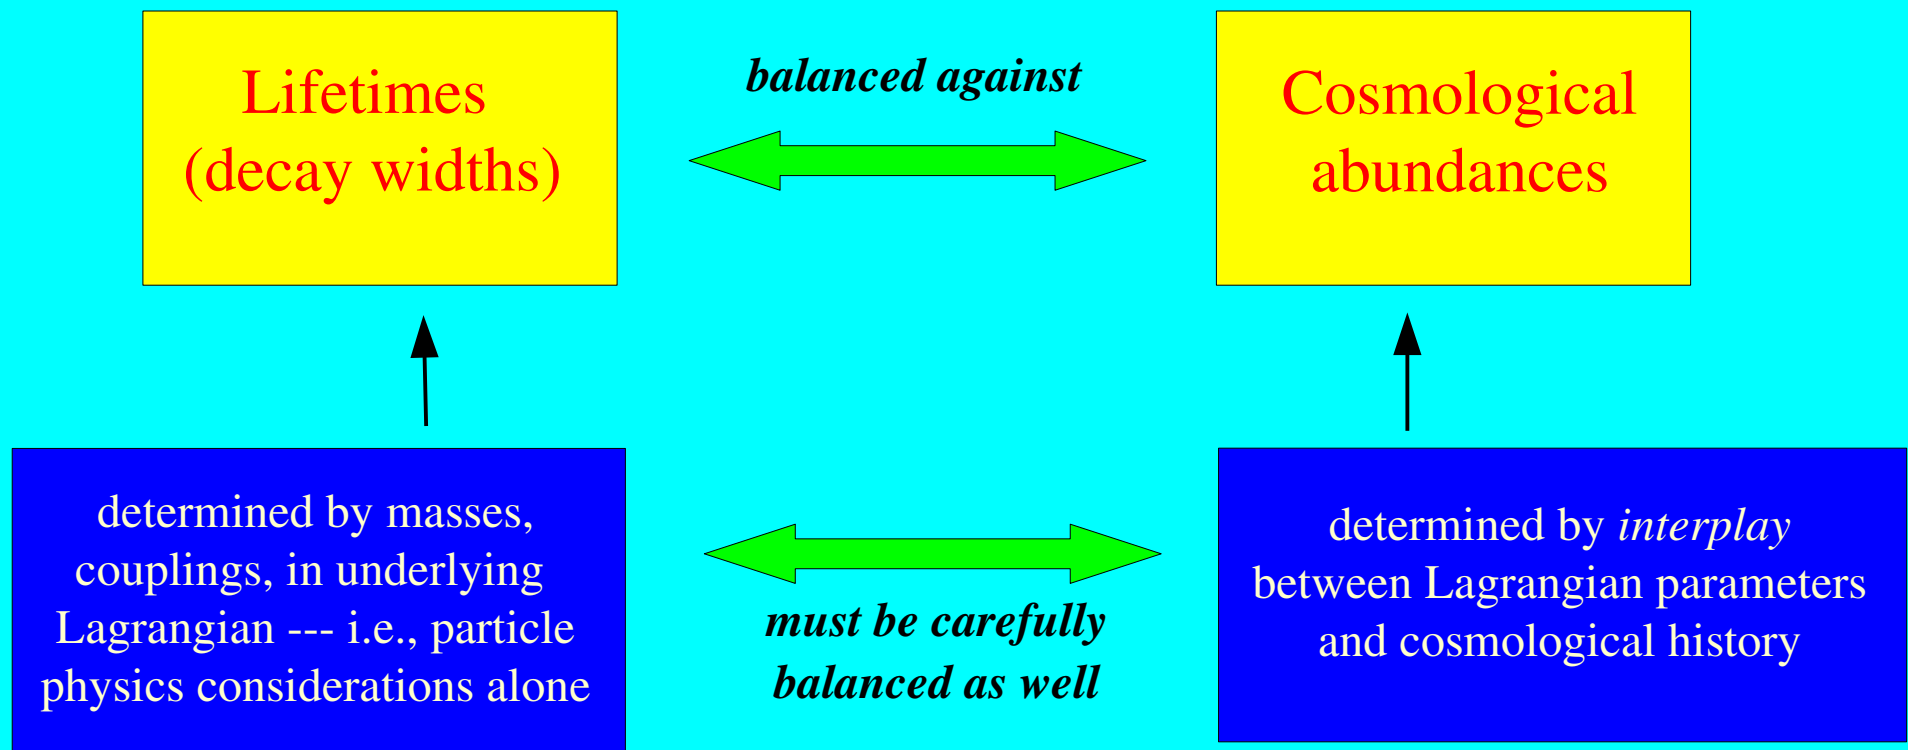 Lifetimes
(decay widths)
balanced against
Cosmological
abundances
determined by masses,
couplings, in underlying
Lagrangian --- i.e., particle
physics considerations alone
must be carefully
balanced as well
determined by interplay
between Lagrangian parameters
and cosmological history